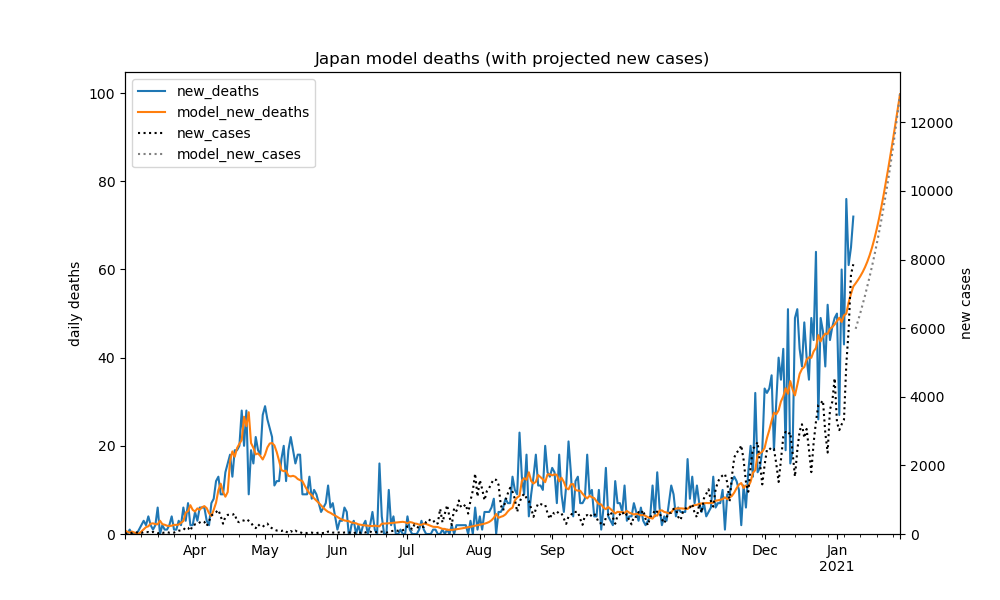 Japan model deaths (with projected new cases)
new_deaths
model_new_deaths
new_cases
model_new_cases
daily deaths
100
80
60
40
20
0
new cases
12000
10000
8000
6000
4000
2000
0
Apr May Jun Jul Aug Sep Oct Nov Dec Jan
2021